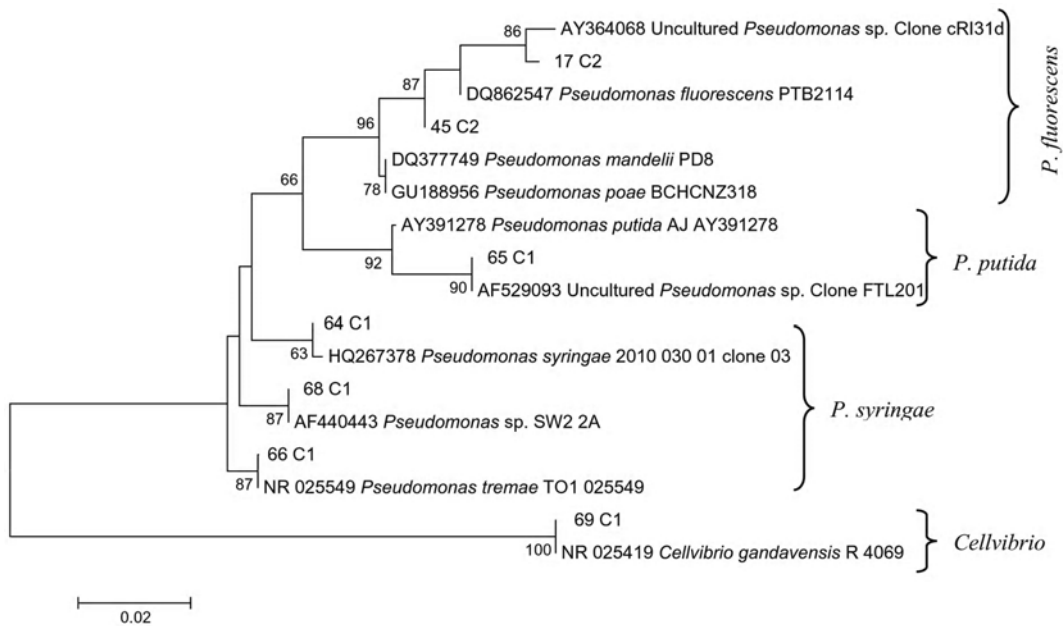 86
AY364068 Uncultured Pseudomonas sp. Clone cRI31d
17 C2
87
DQ862547 Pseudomonas fluorescens PTB2114
45 C2
96
DQ377749 Pseudomonas mandelii PD8
66
78
GU188956 Pseudomonas poae BCHCNZ318
P. fluorescens
AY391278 Pseudomonas putida AJ AY391278
92
65 C1
90
AF529093 Uncultured Pseudomonas sp. Clone FTL201
P. putida
64 C1
63
HQ267378 Pseudomonas syringae 2010 030 01 clone 03
68 C1
87
AF440443 Pseudomonas sp. SW2 2A
66 C1
87
NR 025549 Pseudomonas tremae TO1 025549
P. syringae
69 C1
100
NR 025419 Cellvibrio gandavensis R 4069
Cellvibrio
0.02